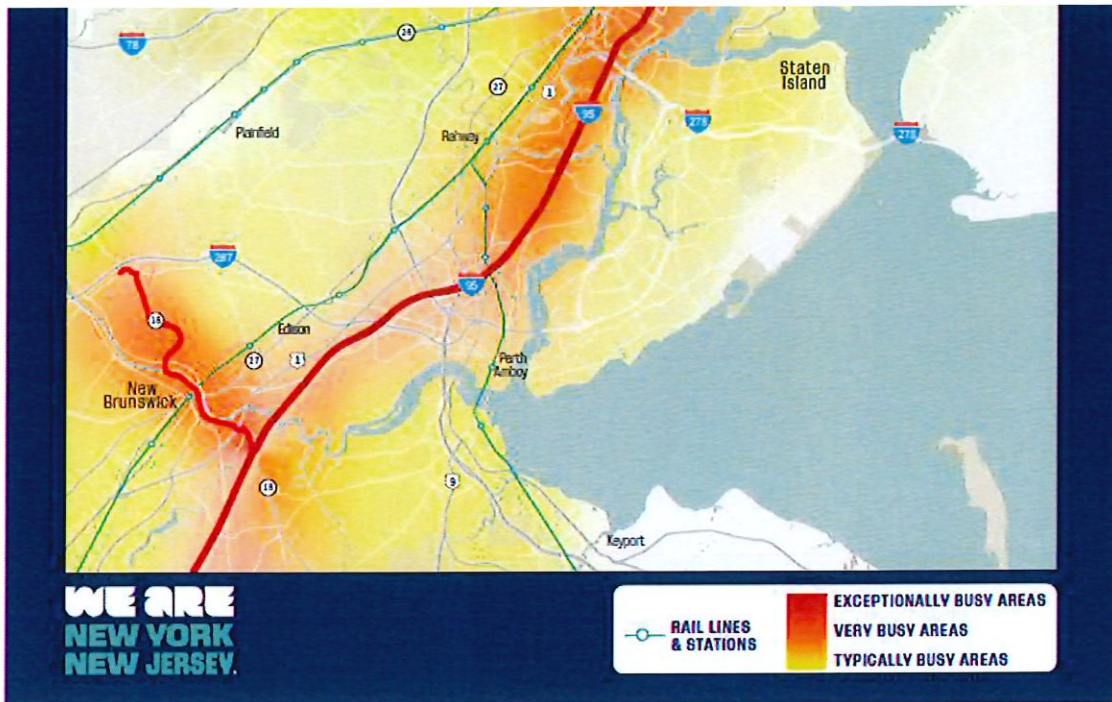 78
28
Staten
Island
27
1
95
278
278
Plainfield
Rahway
287
95
18
Edison
27
1
Perth
Amboy
New
Brunswick
18
9
Keyport
WE ARE
NEW YORK
NEW JERSEY.
RAIL LINES
& STATIONS
EXCEPTIONALLY BUSY AREAS
VERY BUSY AREAS
TYPICALLY BUSY AREAS